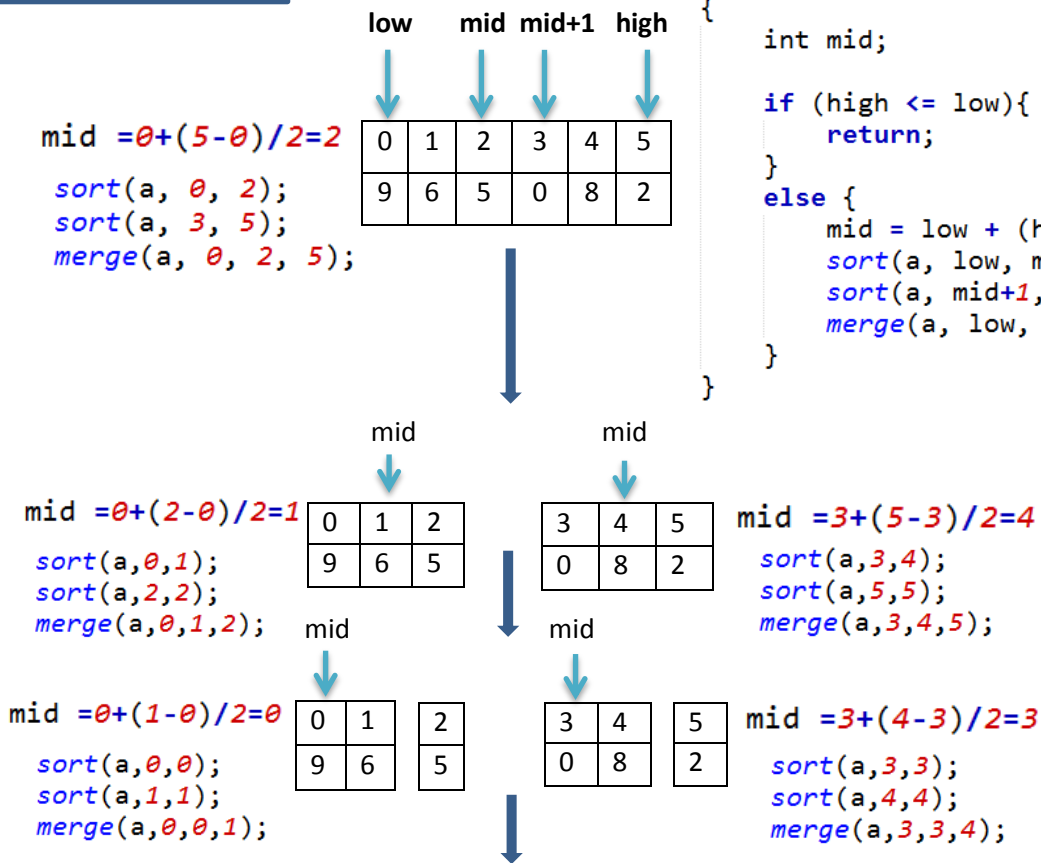 low mid mid+1 high
mid =0+(5-0)/2=2
sort(a, 0, 2);
sort(a, 3, 5);
merge(a, 0, 2, 5);
0 1 2 3 4 5
9 6 5 0 8 2
{
int mid;
if (high <= low){
return;
}
else {
mid = low + (h
sort(a, low, m
sort(a, mid+1,
merge(a, low,
}
}
mid
mid
mid =0+(2-0)/2=1
sort(a,0,1);
sort(a,2,2);
merge(a,0,1,2);
0 1 2
9 6 5
3 4 5
0 8 2
mid =3+(5-3)/2=4
sort(a,3,4);
sort(a,5,5);
merge(a,3,4,5);
mid
mid
mid =0+(1-0)/2=0
sort(a,0,0);
sort(a,1,1);
merge(a,0,0,1);
0 1 2
9 6 5
3 4 5
0 8 2
mid =3+(4-3)/2=3
sort(a,3,3);
sort(a,4,4);
merge(a,3,3,4);